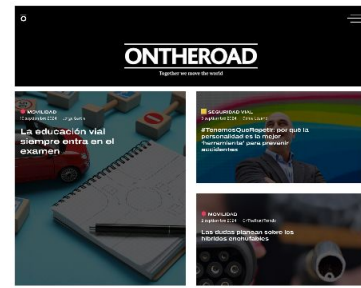 ONTHEROAD
Together we move the world
MOVILIDAD
La educación vial
siempre entra en el
examen
SEGURIDAD VIAL
#TenemosQueRepetir: por qué la
personalidad es la mejor
'herramienta' para prevenir
accidentes
MOVILIDAD
Las dudas planean sobre los
híbridos enchufables